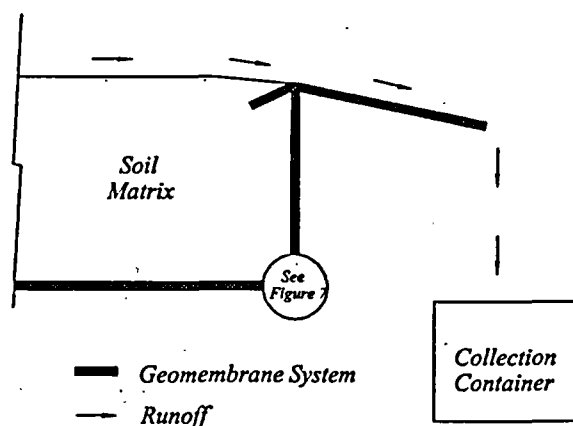 Soil
Matrix
See
Figure 7
Collection
Container
Geomembrane System
Runoff